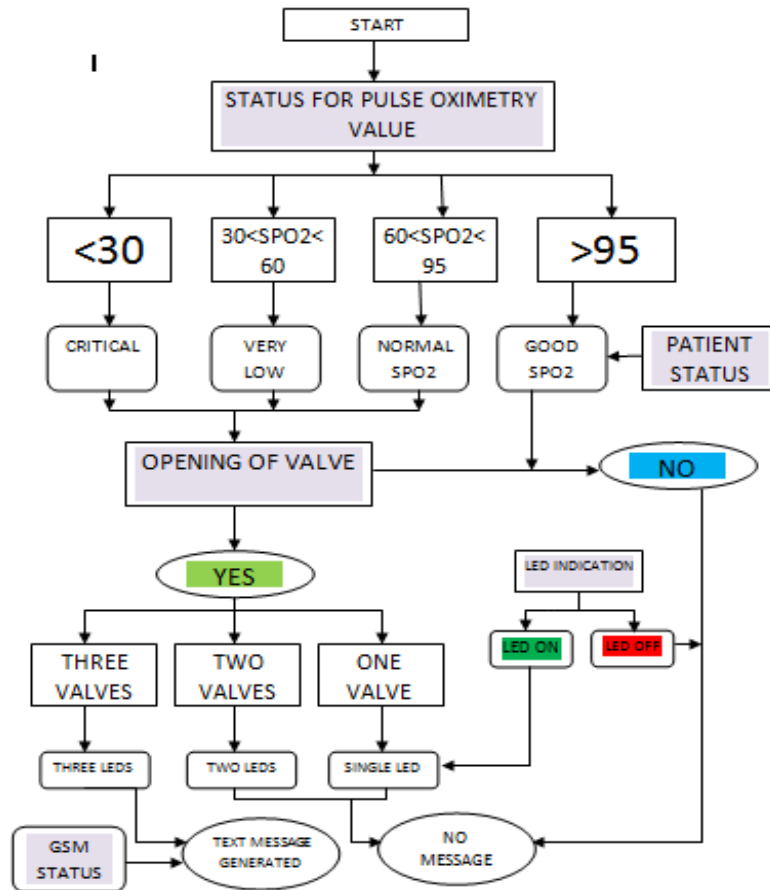 START
I
STATUS FOR PULSE OXIMETRY
VALUE
<30
30<SPO2<
60
60<SPO2<
95
>95
CRITICAL
VERY
LOW
NORMAL
SPO2
GOOD
SPO2
PATIENT
STATUS
OPENING OF VALVE
NO
YES
LED INDICATION
LED ON
LED OFF
THREE
VALVES
TWO
VALVES
ONE
VALVE
THREE LEDS
TWO LEDS
SINGLE LED
GSM
STATUS
TEXT MESSAGE
GENERATED
NO
MESSAGE